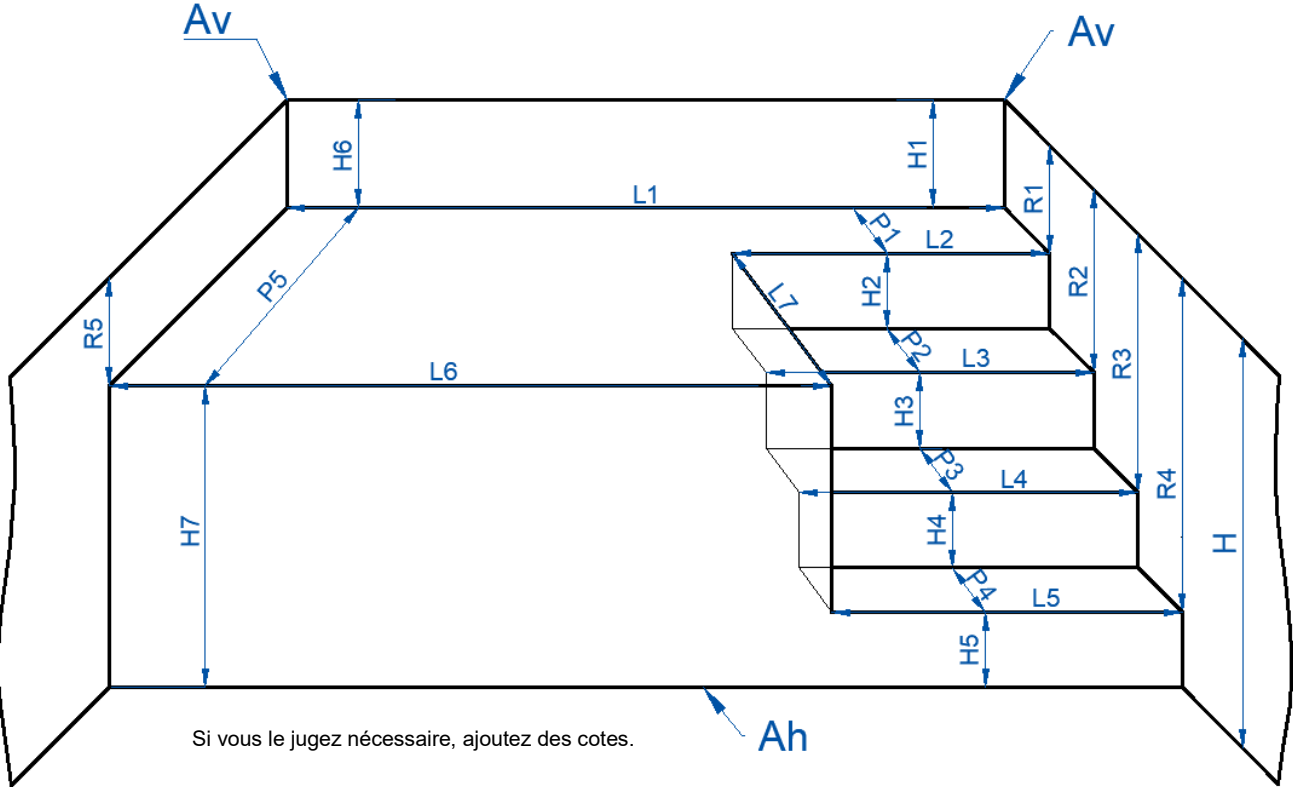 Av
Av
H6
H1
R1
L1
P1
L2
R2
P5
L7
H2
R3
R5
P2
L3
R4
L6
H3
P3
L4
H7
H4
H
P4
L5
H5
Si vous le jugez nécessaire, ajoutez des cotes.
Ah